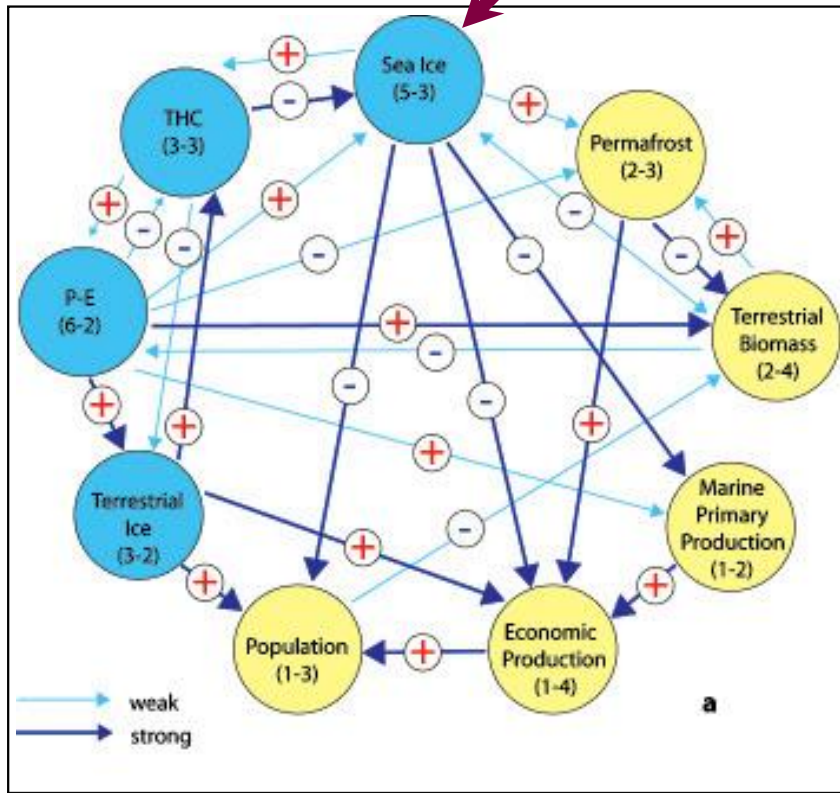 Sea Ice
(5-3)
THC
(3-3)
Permafrost
(2-3)
P-E
(6-2)
Terrestrial
Biomass
(2-4)
Terrestrial
Ice
(3-2)
Marine
Primary
Production
(1-2)
Population
(1-3)
Economic
Production
(1-4)
+
-
+
+
-
-
+
-
-
-
-
+
+
-
+
-
-
+
+
+
-
+
+
+
+
weak
strong
a